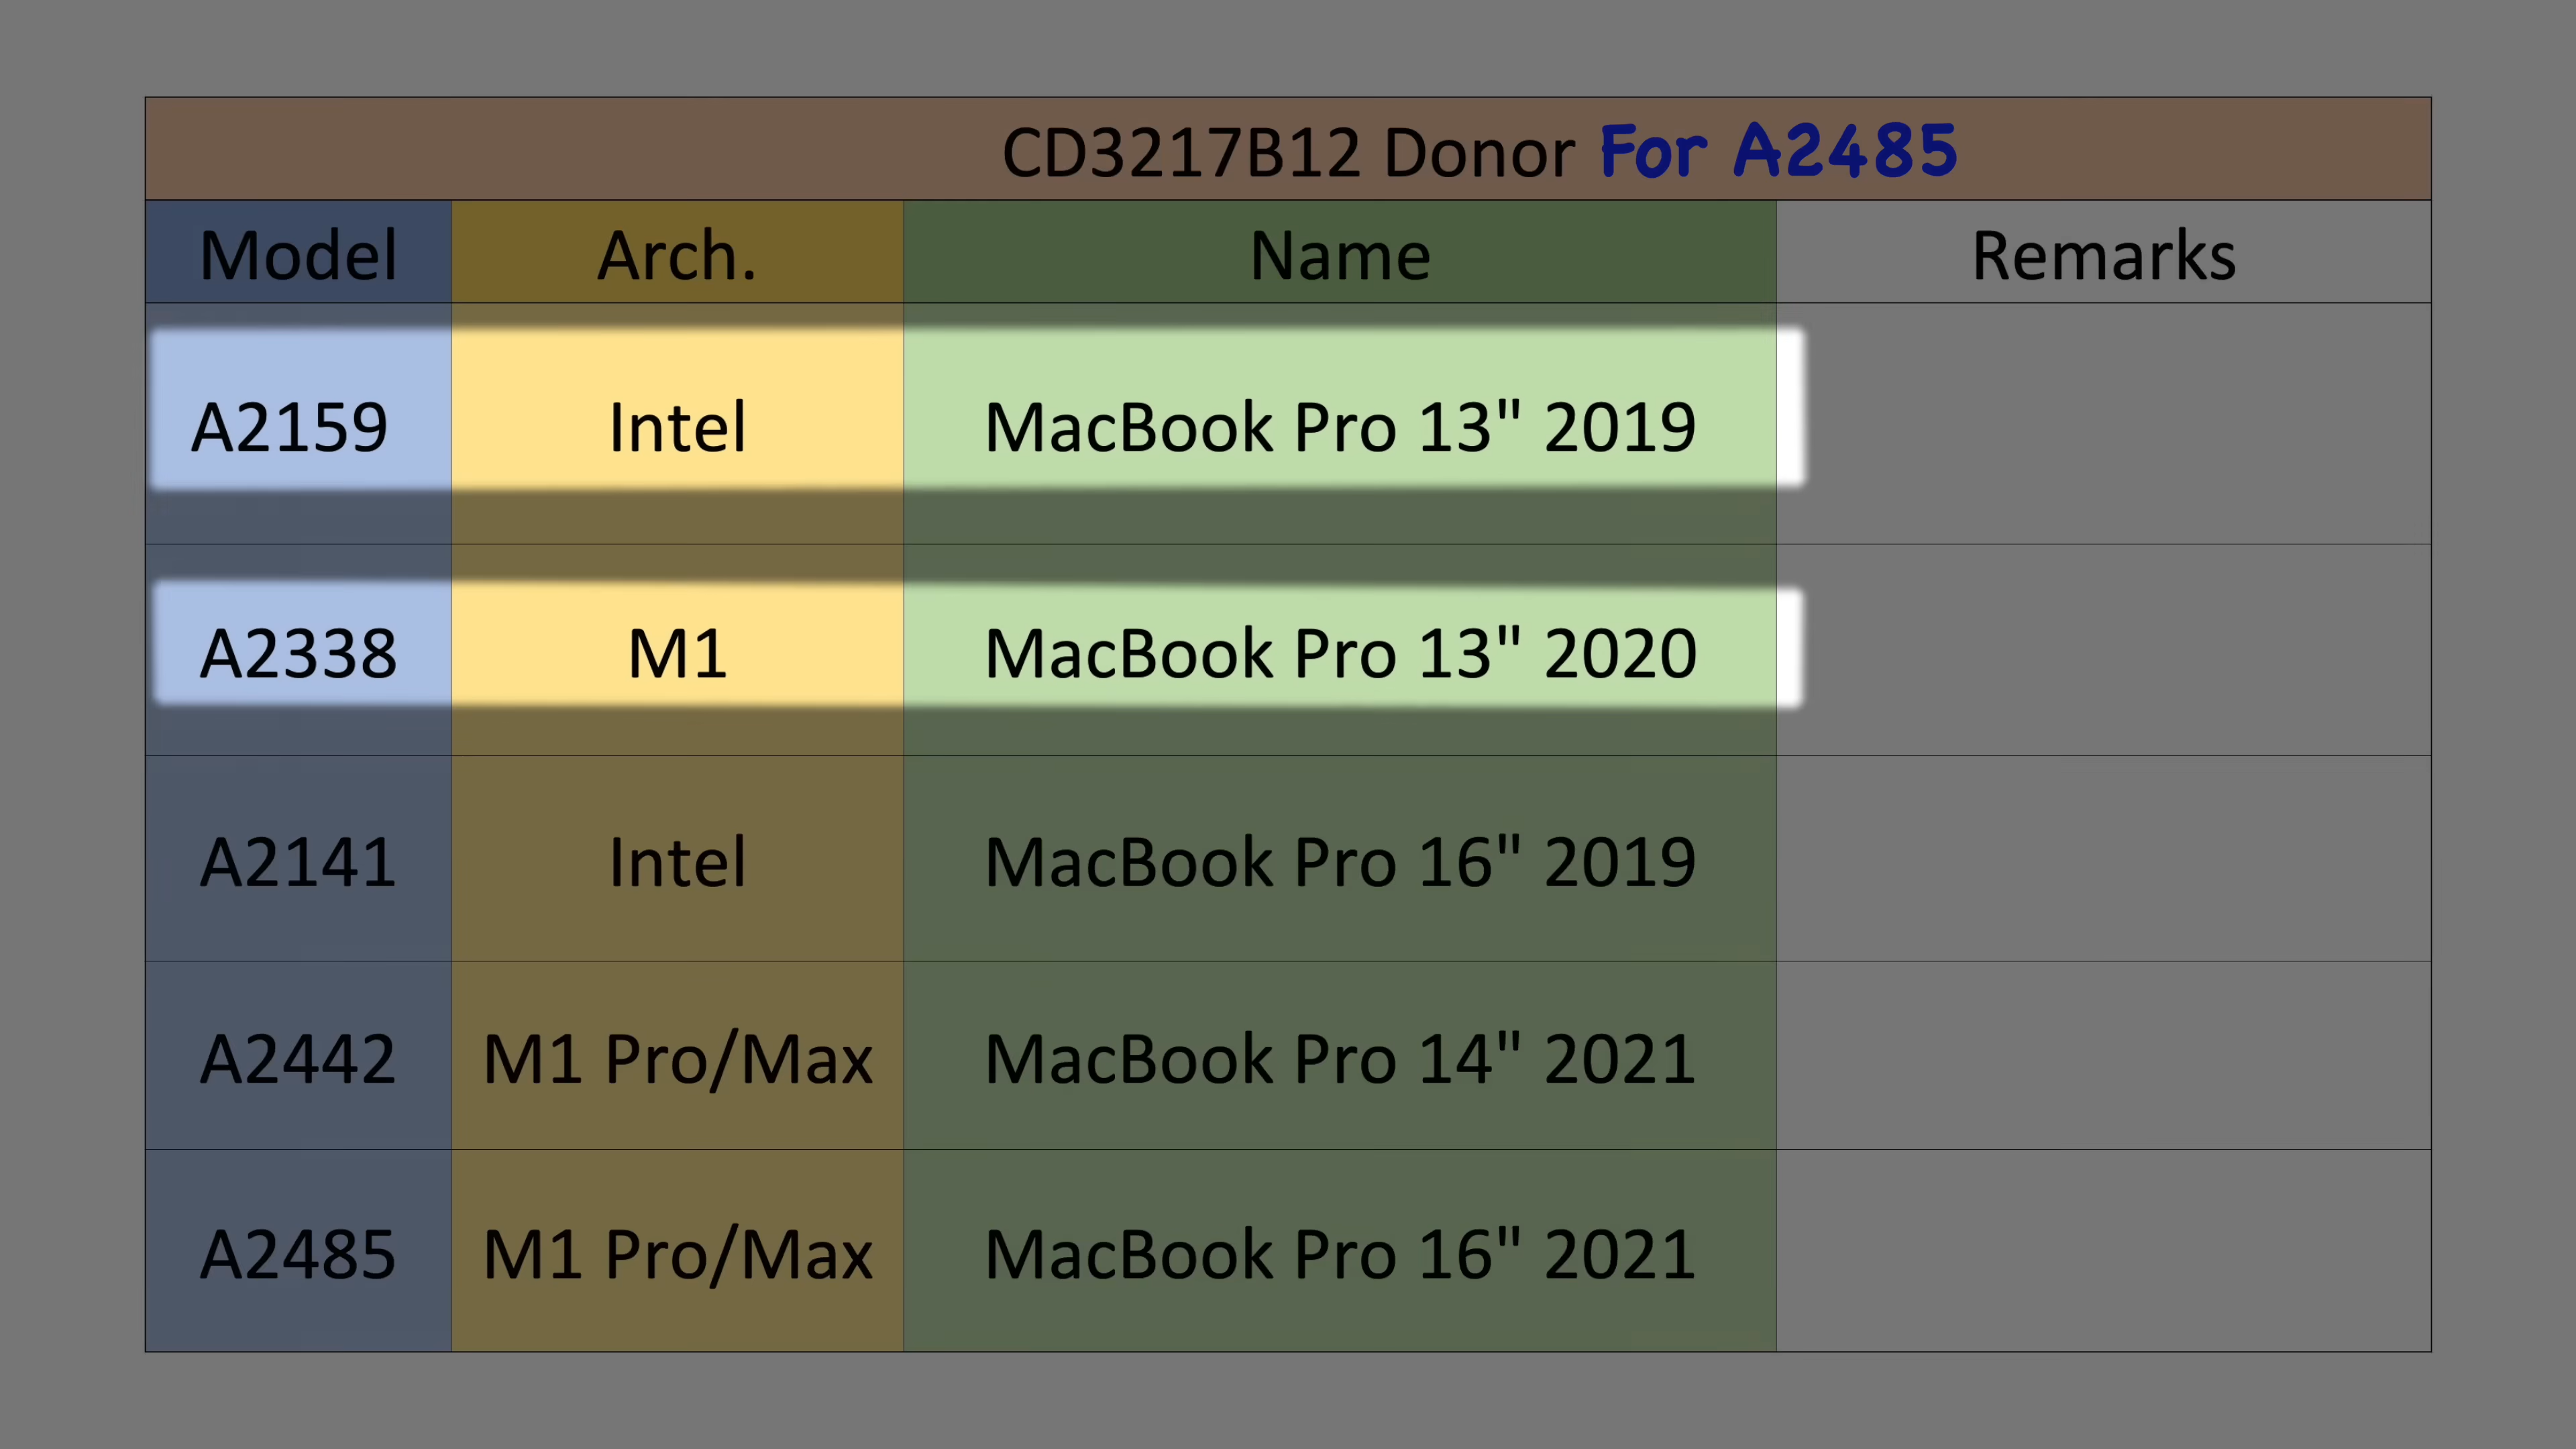 CD3217B12 Donor For A2485
Model Arch. Name Remarks
A2159 Intel MacBook Pro 13" 2019
A2338 M1 MacBook Pro 13" 2020
A2141 Intel MacBook Pro 16" 2019
A2442 M1 Pro/Max MacBook Pro 14" 2021
A2485 M1 Pro/Max MacBook Pro 16" 2021